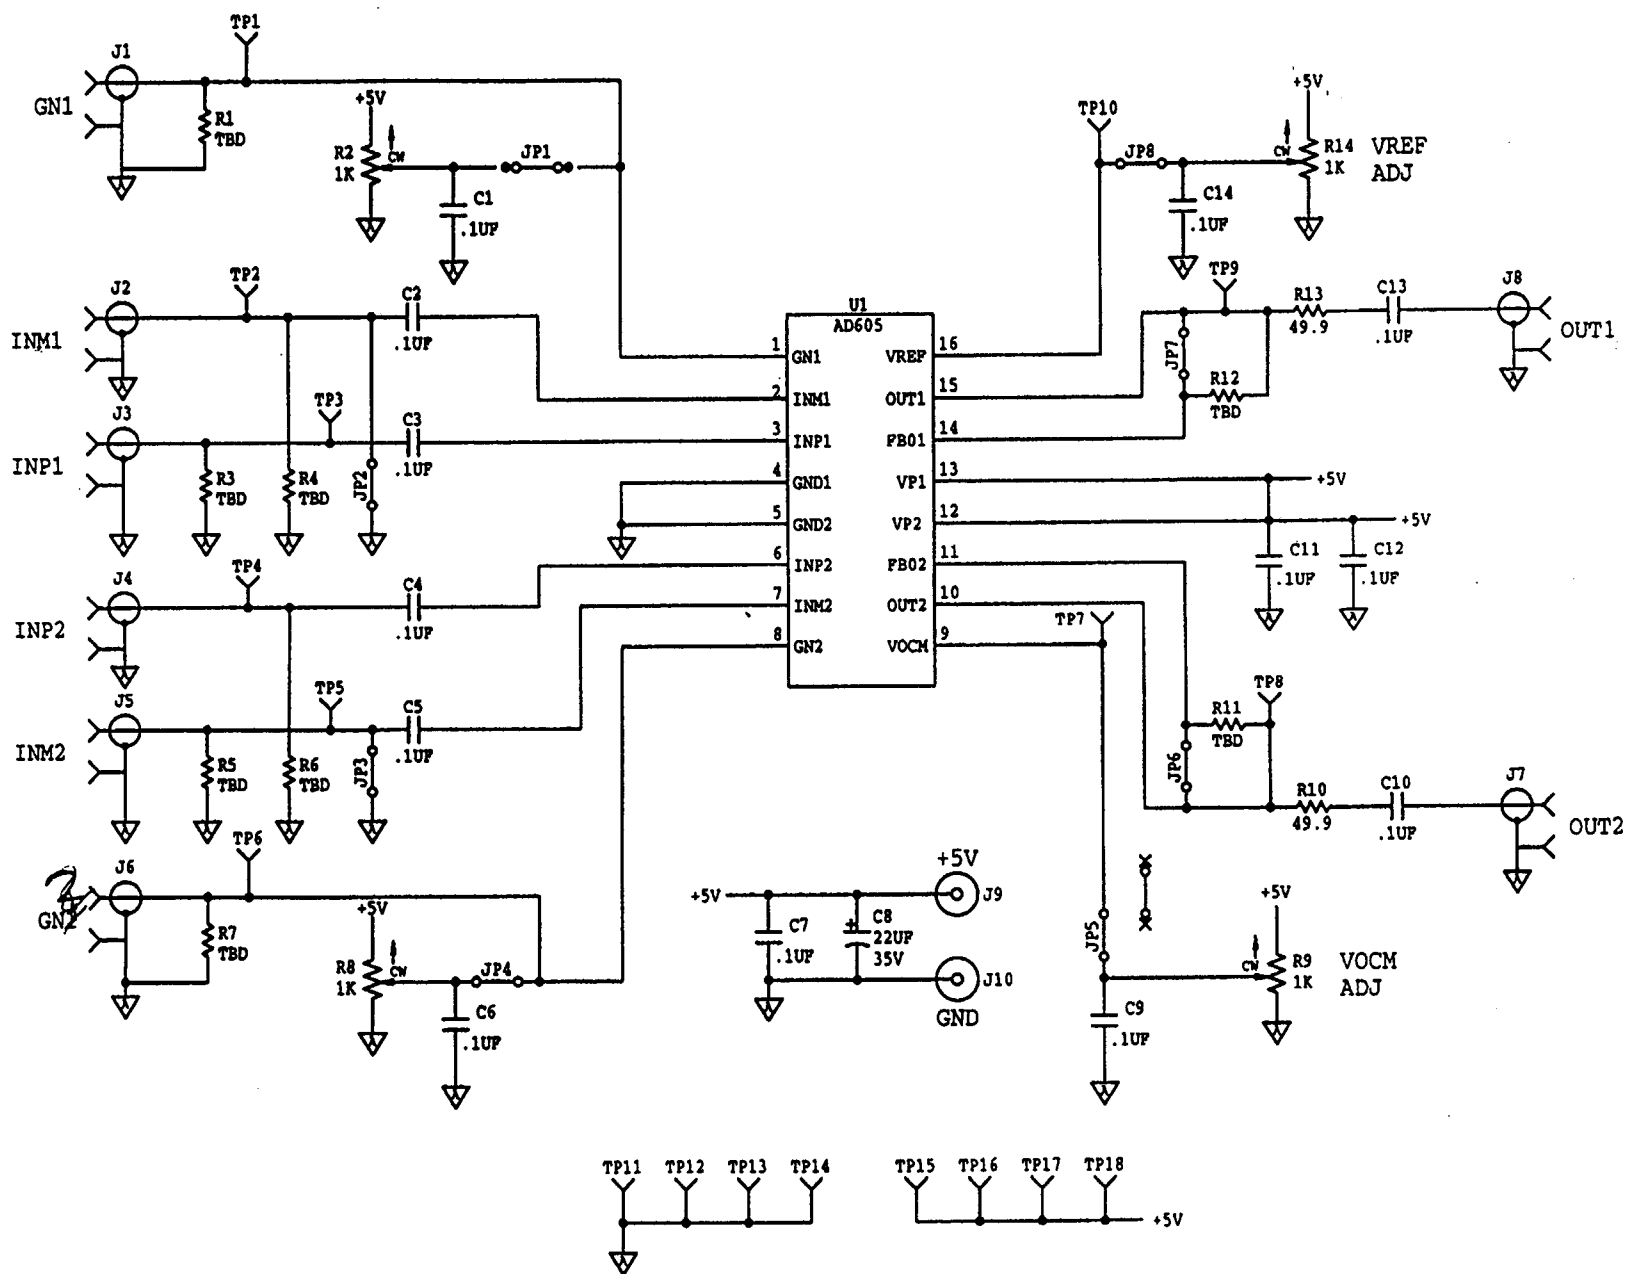 TP1
J1
GN1
R1
TBD
+5V
R2
1K
CW
JP1
C1
.1UF
TP10
+5V
JP8
CW
R14
1K
VREF
ADJ
C14
.1UF
TP2
J2
INM1
C2
.1UF
TP3
J3
INP1
C3
.1UF
R3
TBD
R4
TBD
JP2
U1
AD605
1 GN1
2 INM1
3 INP1
4 GND1
5 GND2
6 INP2
7 INM2
8 GN2
VREF 16
OUT1 15
FBO1 14
VP1 13
VP2 12
FBO2 11
OUT2 10
VOCM 9
TP9
R13
49.9
C13
.1UF
J8
OUT1
JP7
R12
TBD
+5V
+5V
C11
.1UF
C12
.1UF
TP4
J4
INP2
C4
.1UF
TP5
J5
INM2
C5
.1UF
R5
TBD
R6
TBD
JP3
TP7
TP8
R11
TBD
JP6
R10
49.9
C10
.1UF
J7
OUT2
TP6
J6
GN2
R7
TBD
+5V
R8
1K
CW
JP4
C6
.1UF
+5V
+5V
J9
C7
.1UF
+
C8
22UF
35V
J10
GND
JP5
+5V
CW
R9
1K
VOCM
ADJ
C9
.1UF
TP11 TP12 TP13 TP14
TP15 TP16 TP17 TP18
+5V